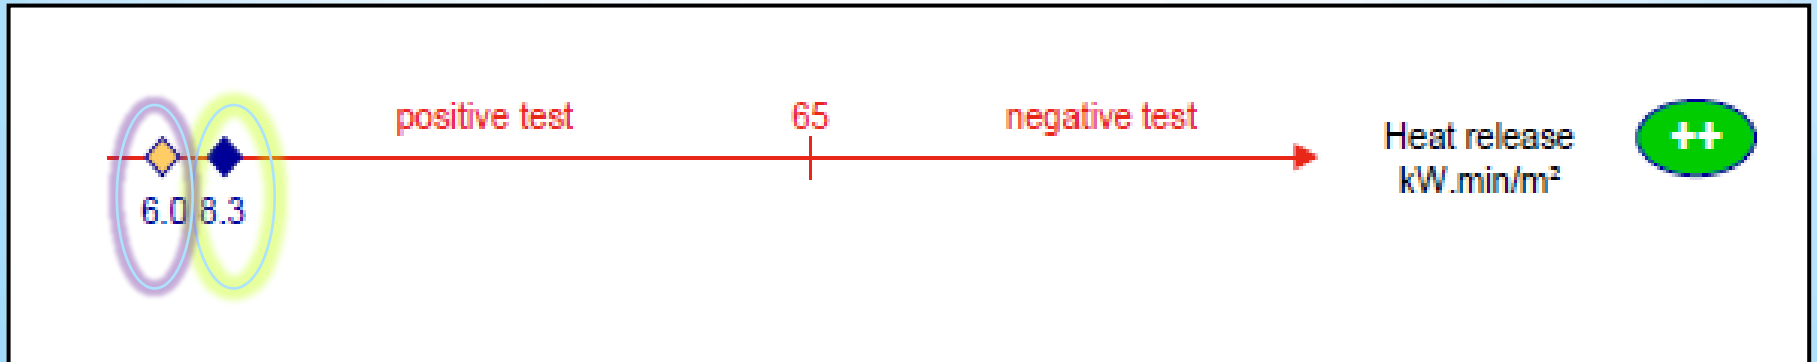 positive test 65 negative test
Heat release
kW.min/m²
++
6.0 8.3